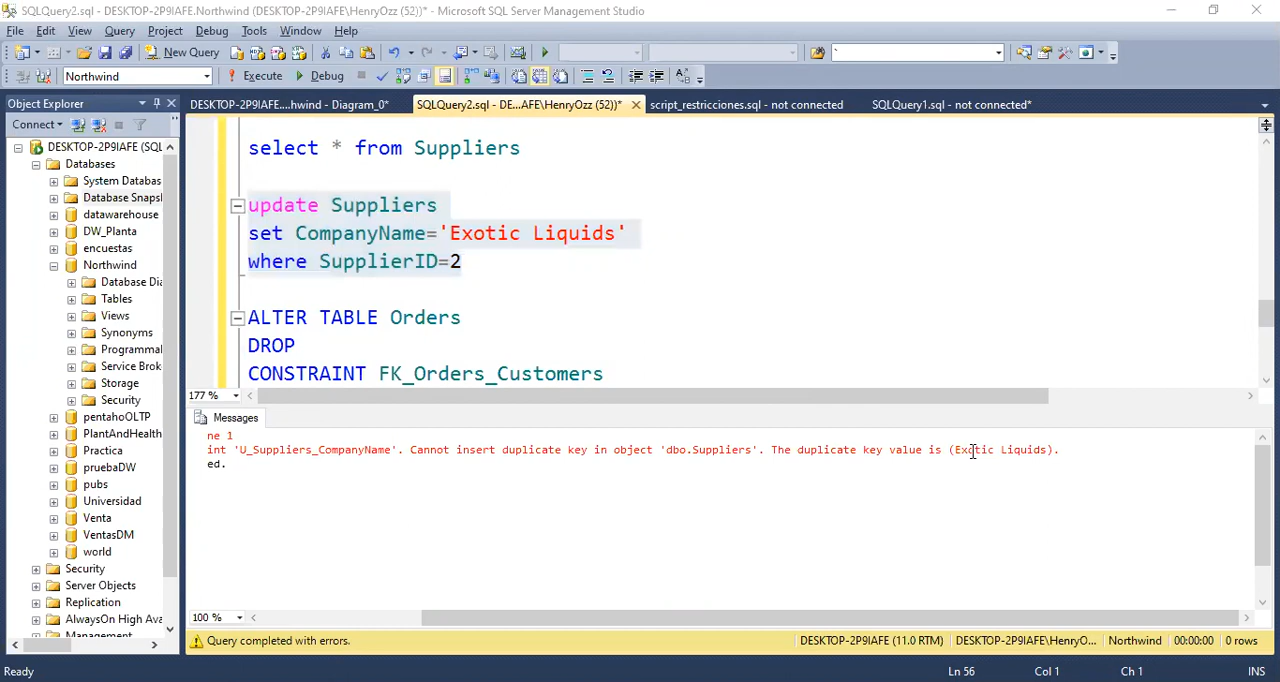 SQLQuery2.sql - DESKTOP-2P9IAFE.Northwind (DESKTOP-2P9IAFE\HenryOzz (52))* - Microsoft SQL Server Management Studio
File Edit View Query Project Debug Tools Window Help
New Query
Northwind Execute Debug
Object Explorer
DESKTOP-2P9IAFE....hwind - Diagram_0* SQLQuery2.sql - DE...AFE\HenryOzz (52))* script_restricciones.sql - not connected SQLQuery1.sql - not connected*
Connect
DESKTOP-2P9IAFE (SQL
Databases
System Databas
Database Snapsh
datawarehouse
DW_Planta
encuestas
Northwind
Database Dia
Tables
Views
Synonyms
Programmal
Service Brok
Storage
Security
pentahoOLTP
PlantAndHealth
Practica
pruebaDW
pubs
Universidad
Venta
VentasDM
world
Security
Server Objects
Replication
AlwaysOn High Ava
Management
select * from Suppliers
update Suppliers
set CompanyName='Exotic Liquids'
where SupplierID=2
ALTER TABLE Orders
DROP
CONSTRAINT FK_Orders_Customers
177 %
Messages
ne 1
int 'U_Suppliers_CompanyName'. Cannot insert duplicate key in object 'dbo.Suppliers'. The duplicate key value is (Exotic Liquids).
ed.
100 %
Query completed with errors. DESKTOP-2P9IAFE (11.0 RTM) DESKTOP-2P9IAFE\HenryO... Northwind 00:00:00 0 rows
Ready Ln 56 Col 1 Ch 1 INS